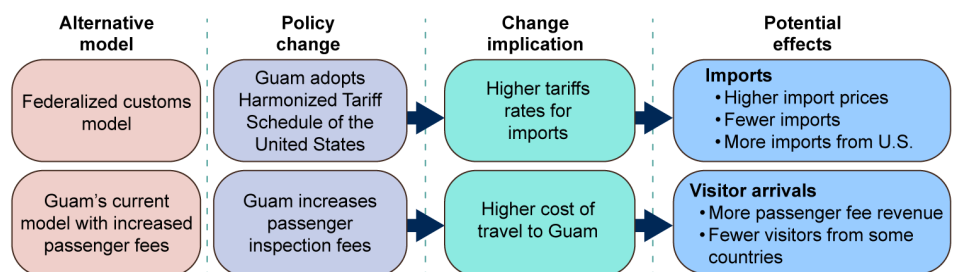 Alternative
model
Policy
change
Change
implication
Potential
effects
Federalized customs
model
Guam adopts
Harmonized Tariff
Schedule of the
United States
Higher tariffs
rates for
imports
Imports
• Higher import prices
• Fewer imports
• More imports from U.S.
Guam's current
model with increased
passenger fees
Guam increases
passenger
inspection fees
Higher cost of
travel to Guam
Visitor arrivals
• More passenger fee revenue
• Fewer visitors from some
countries